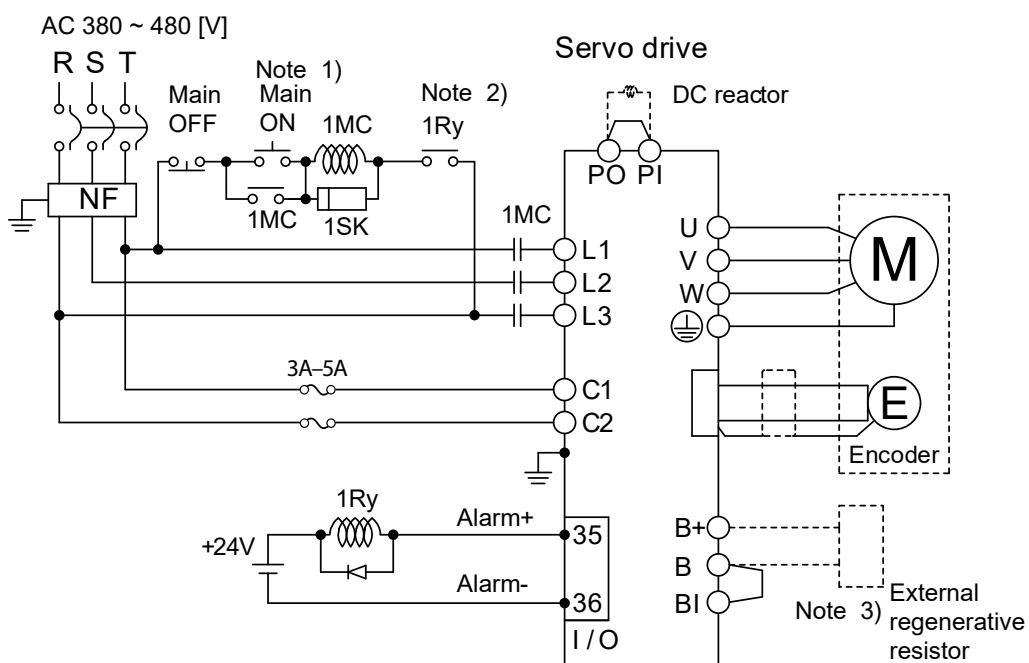 AC 380 ~ 480 [V]
R S T
Servo drive
Note 1)
Main
OFF
Main
ON
1MC
Note 2)
1Ry
DC reactor
PO PI
NF
1MC
1SK
1MC
L1
L2
L3
U
V
W
M
3A–5A
C1
C2
E
Encoder
1Ry
+24V
Alarm+
35
Alarm-
36
I / O
B+
B
BI
Note 3)
External
regenerative
resistor